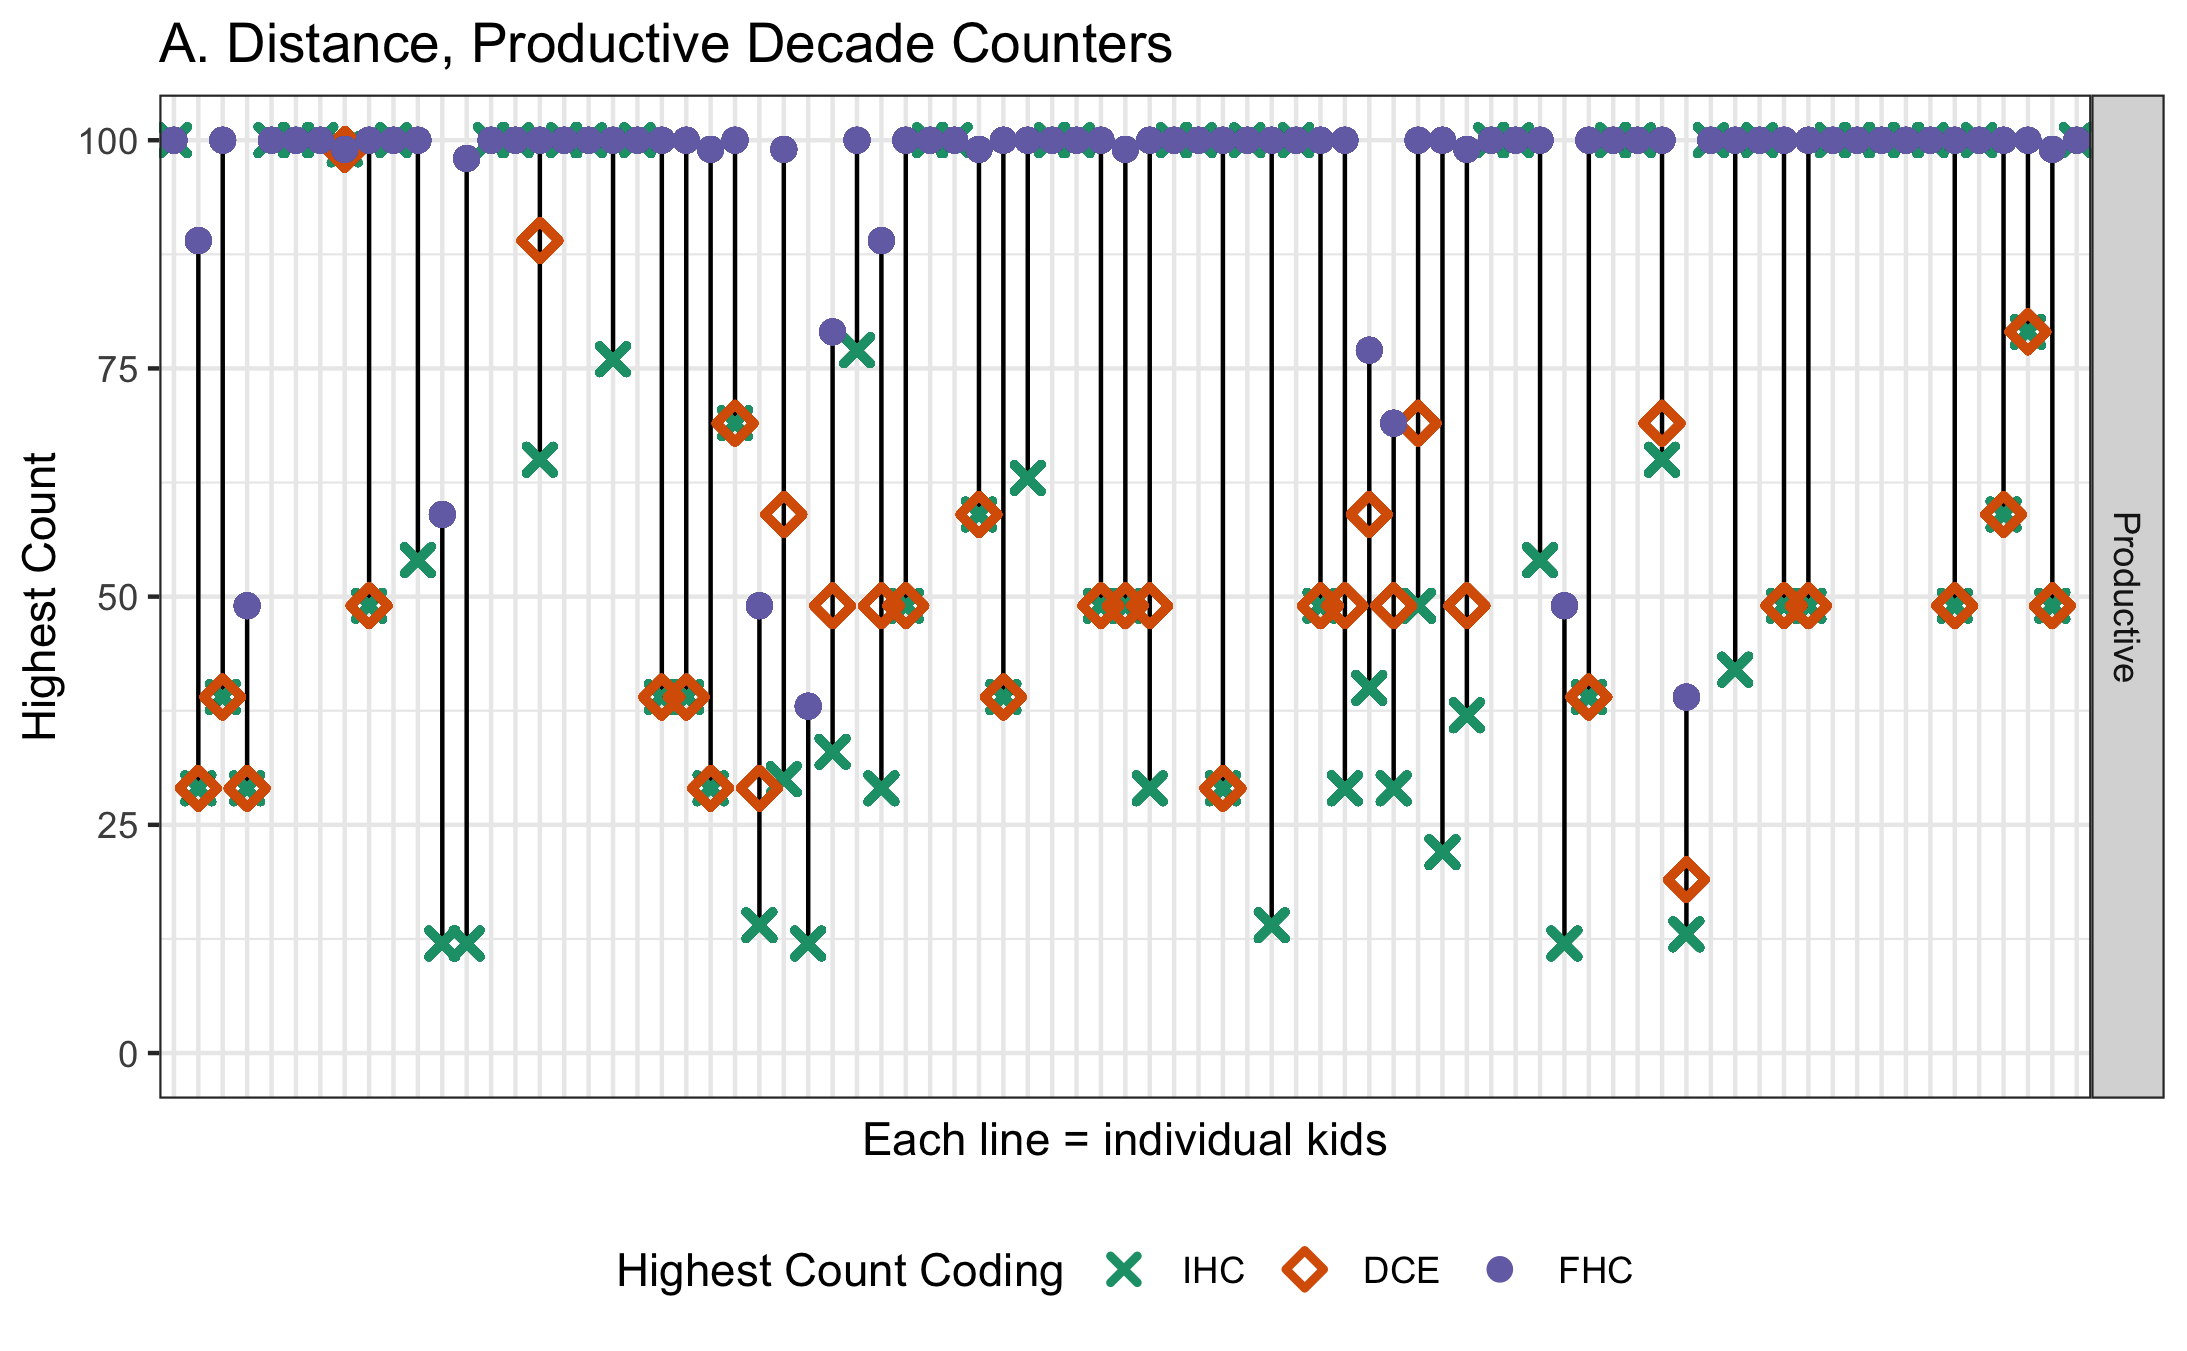 A. Distance, Productive Decade Counters
100
75
50
25
0
Highest Count
Productive
Each line = individual kids
Highest Count Coding IHC DCE FHC